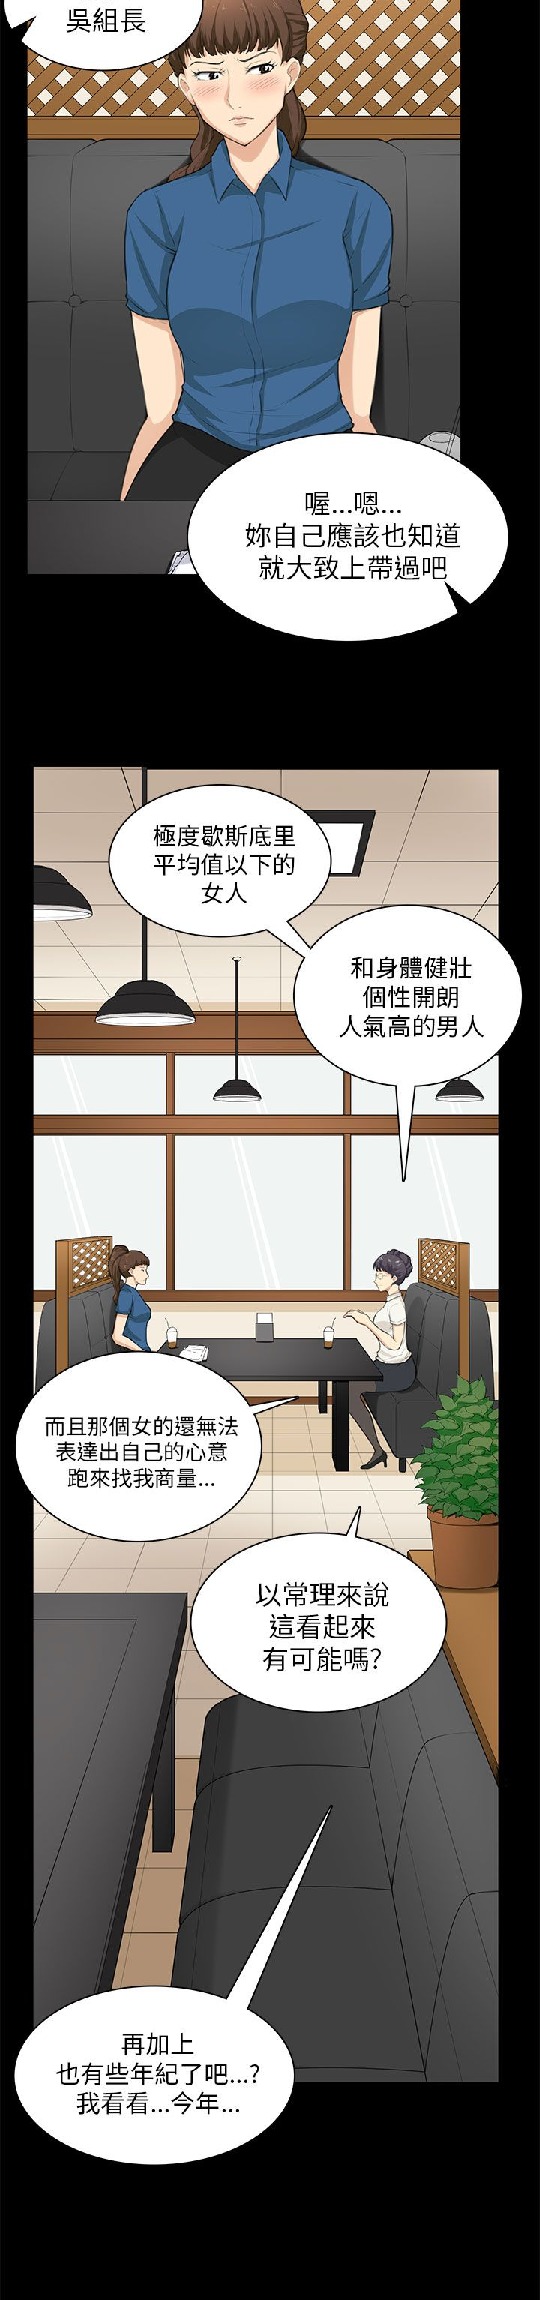 吳組長
喔...嗯...
妳自己應該也知道
就大致上帶過吧
極度歇斯底里
平均值以下的
女人
和身體健壯
個性開朗
人氣高的男人
而且那個女的還無法
表達出自己的心意
跑來找我商量...
以常理來說
這看起來
有可能嗎?
再加上
也有些年紀了吧...?
我看看...今年...